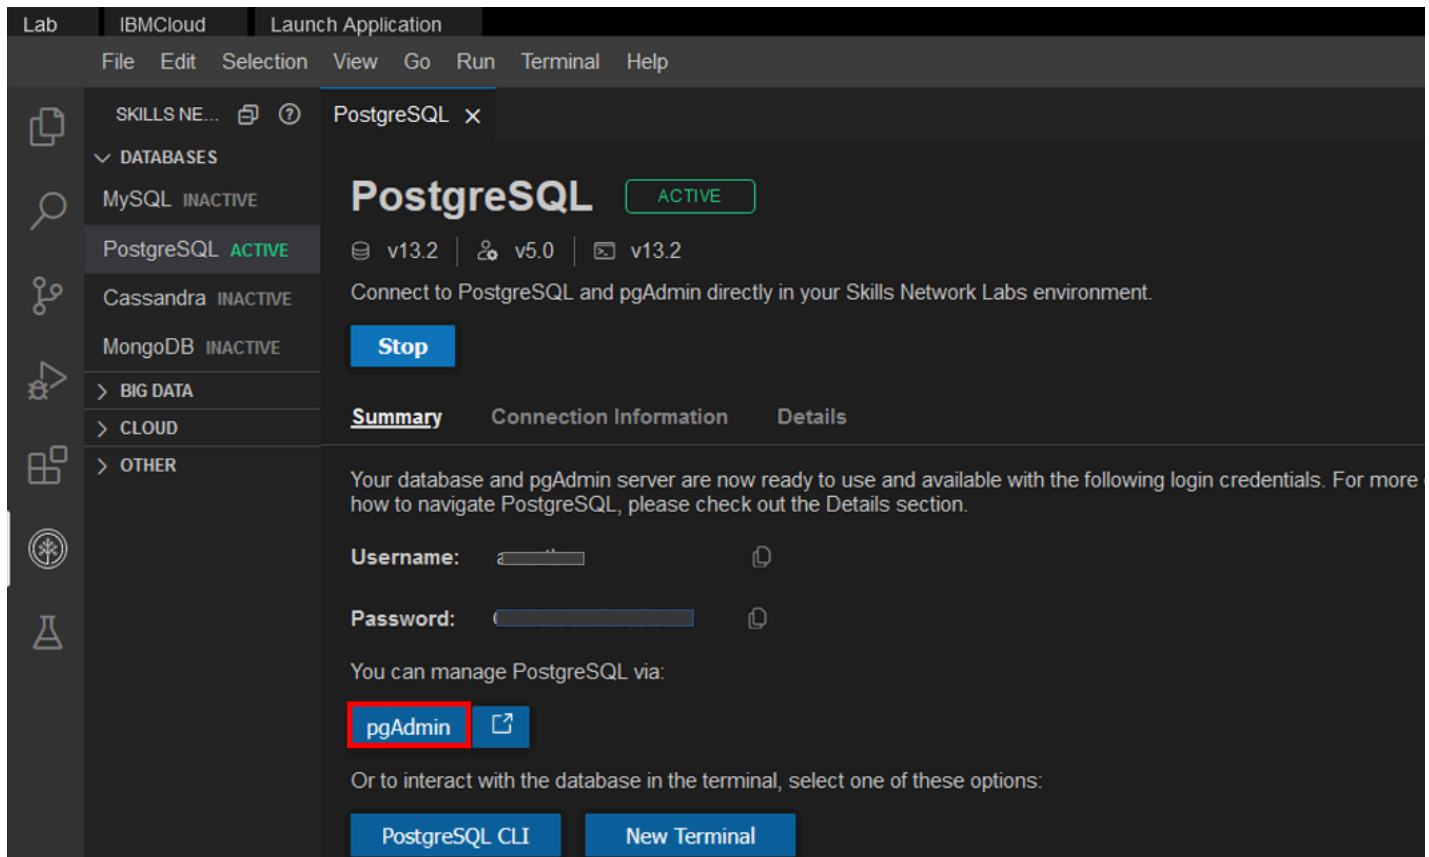 Lab IBMCloud Launch Application
File Edit Selection View Go Run Terminal Help
SKILLS NE...
DATABASES
MySQL INACTIVE
PostgreSQL ACTIVE
Cassandra INACTIVE
MongoDB INACTIVE
BIG DATA
CLOUD
OTHER
PostgreSQL
PostgreSQL ACTIVE
v13.2 v5.0 v13.2
Connect to PostgreSQL and pgAdmin directly in your Skills Network Labs environment.
Stop
Summary Connection Information Details
Your database and pgAdmin server are now ready to use and available with the following login credentials. For more
how to navigate PostgreSQL, please check out the Details section.
Username:
Password:
You can manage PostgreSQL via:
pgAdmin
Or to interact with the database in the terminal, select one of these options:
PostgreSQL CLI New Terminal